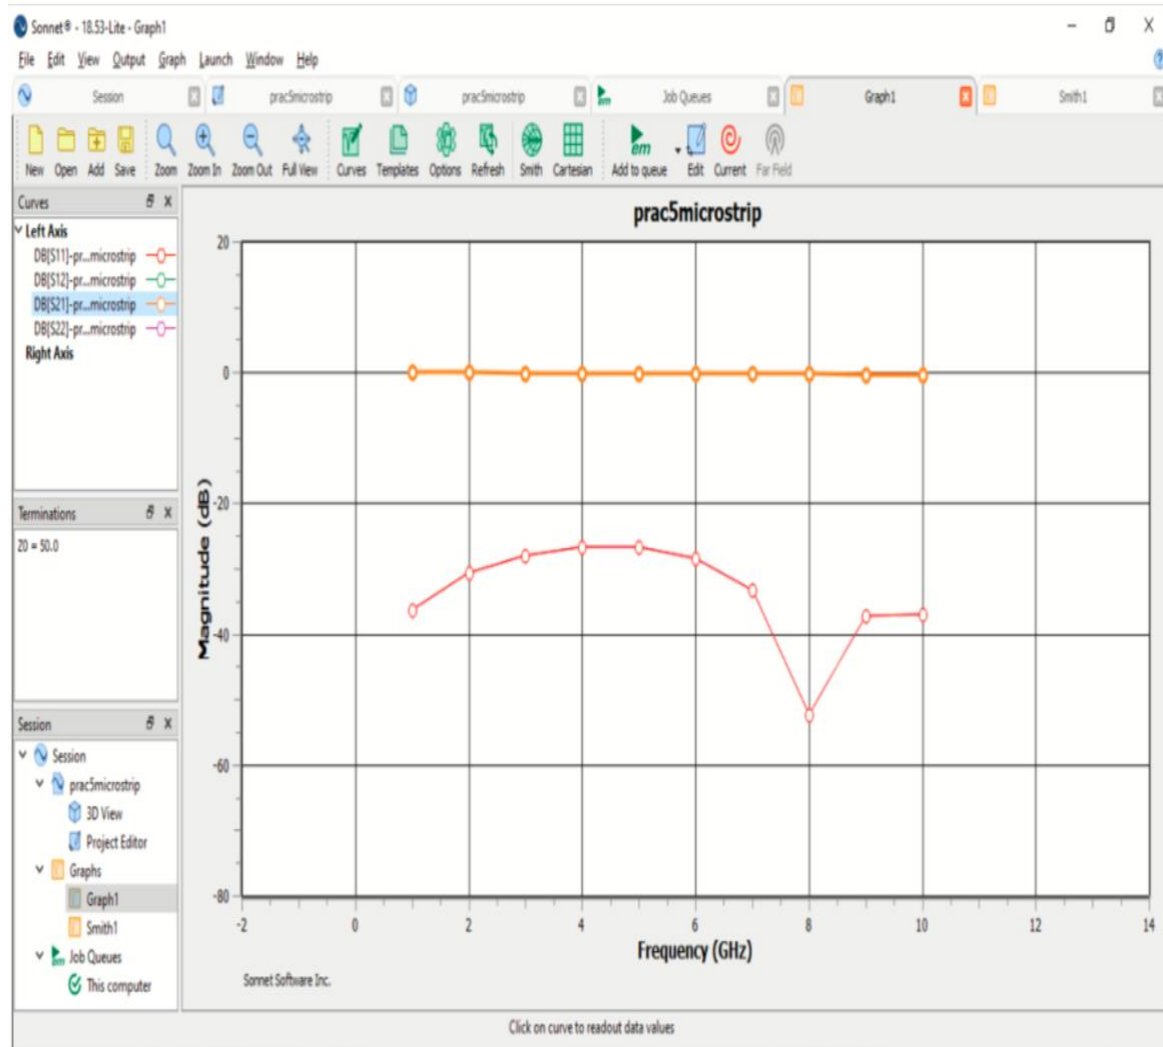 Sonnet® - 18.53-Lite - Graph1
File Edit View Output Graph Launch Window Help
Session prac5microstrip prac5microstrip Job Queues Graph1 Smith1
em
New Open Add Save Zoom Zoom In Zoom Out Full View Curves Templates Options Refresh Smith Cartesian Add to queue Edit Current Far Field
Curves
Left Axis
DB[S11]-pr...microstrip
DB[S12]-pr...microstrip
DB[S21]-pr...microstrip
DB[S22]-pr...microstrip
Right Axis
Terminations
Z0 = 50.0
Session
Session
prac5microstrip
3D View
Project Editor
Graphs
Graph1
Smith1
Job Queues
This computer
prac5microstrip
20
0
-20
-40
-60
-80
Magnitude (dB)
-2 0 2 4 6 8 10 12 14
Frequency (GHz)
Sonnet Software Inc.
Click on curve to readout data values